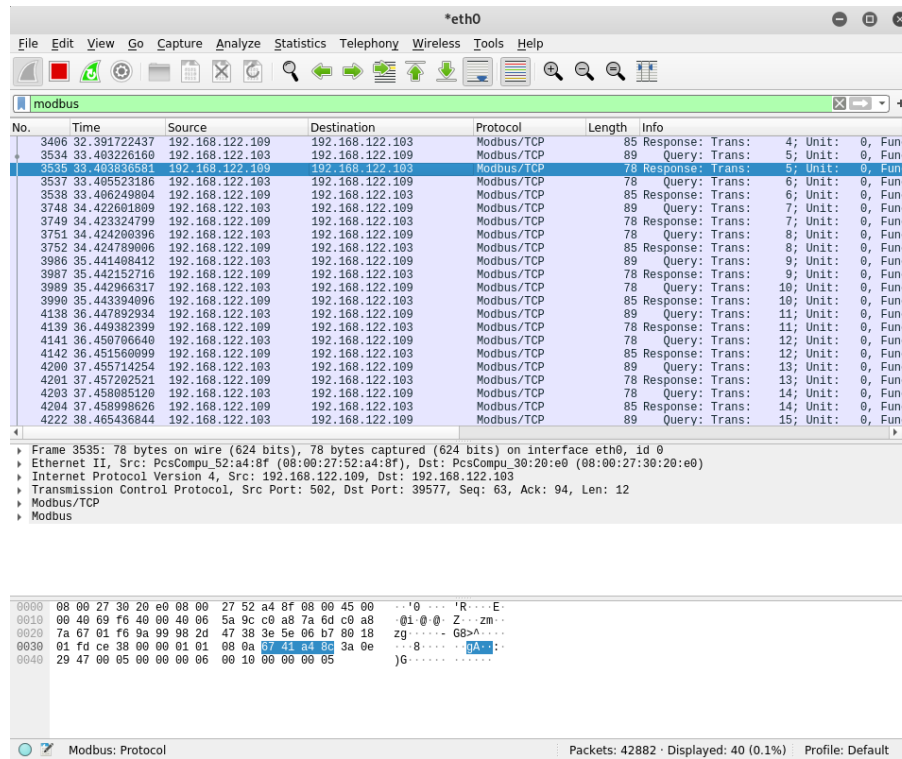 *eth0
File Edit View Go Capture Analyze Statistics Telephony Wireless Tools Help
modbus
No. Time Source Destination Protocol Length Info
3406 32.391722437 192.168.122.109 192.168.122.103 Modbus/TCP 85 Response: Trans: 4; Unit: 0, Fun
3534 33.403226160 192.168.122.103 192.168.122.109 Modbus/TCP 89 Query: Trans: 5; Unit: 0, Fun
3535 33.403836581 192.168.122.109 192.168.122.103 Modbus/TCP 78 Response: Trans: 5; Unit: 0, Fun
3537 33.405523186 192.168.122.103 192.168.122.109 Modbus/TCP 78 Query: Trans: 6; Unit: 0, Fun
3538 33.406249804 192.168.122.109 192.168.122.103 Modbus/TCP 85 Response: Trans: 6; Unit: 0, Fun
3748 34.422601809 192.168.122.103 192.168.122.109 Modbus/TCP 89 Query: Trans: 7; Unit: 0, Fun
3749 34.423324799 192.168.122.109 192.168.122.103 Modbus/TCP 78 Response: Trans: 7; Unit: 0, Fun
3751 34.424200396 192.168.122.103 192.168.122.109 Modbus/TCP 78 Query: Trans: 8; Unit: 0, Fun
3752 34.424789006 192.168.122.109 192.168.122.103 Modbus/TCP 85 Response: Trans: 8; Unit: 0, Fun
3986 35.441408412 192.168.122.103 192.168.122.109 Modbus/TCP 89 Query: Trans: 9; Unit: 0, Fun
3987 35.442152716 192.168.122.109 192.168.122.103 Modbus/TCP 78 Response: Trans: 9; Unit: 0, Fun
3989 35.442966317 192.168.122.103 192.168.122.109 Modbus/TCP 78 Query: Trans: 10; Unit: 0, Fun
3990 35.443394096 192.168.122.109 192.168.122.103 Modbus/TCP 85 Response: Trans: 10; Unit: 0, Fun
4138 36.447892934 192.168.122.103 192.168.122.109 Modbus/TCP 89 Query: Trans: 11; Unit: 0, Fun
4139 36.449382399 192.168.122.109 192.168.122.103 Modbus/TCP 78 Response: Trans: 11; Unit: 0, Fun
4141 36.450706640 192.168.122.103 192.168.122.109 Modbus/TCP 78 Query: Trans: 12; Unit: 0, Fun
4142 36.451560099 192.168.122.109 192.168.122.103 Modbus/TCP 85 Response: Trans: 12; Unit: 0, Fun
4200 37.455714254 192.168.122.103 192.168.122.109 Modbus/TCP 89 Query: Trans: 13; Unit: 0, Fun
4201 37.457202521 192.168.122.109 192.168.122.103 Modbus/TCP 78 Response: Trans: 13; Unit: 0, Fun
4203 37.458085120 192.168.122.103 192.168.122.109 Modbus/TCP 78 Query: Trans: 14; Unit: 0, Fun
4204 37.458998626 192.168.122.109 192.168.122.103 Modbus/TCP 85 Response: Trans: 14; Unit: 0, Fun
4222 38.465436844 192.168.122.103 192.168.122.109 Modbus/TCP 89 Query: Trans: 15; Unit: 0, Fun
Frame 3535: 78 bytes on wire (624 bits), 78 bytes captured (624 bits) on interface eth0, id 0
Ethernet II, Src: PcsCompu_52:a4:8f (08:00:27:52:a4:8f), Dst: PcsCompu_30:20:e0 (08:00:27:30:20:e0)
Internet Protocol Version 4, Src: 192.168.122.109, Dst: 192.168.122.103
Transmission Control Protocol, Src Port: 502, Dst Port: 39577, Seq: 63, Ack: 94, Len: 12
Modbus/TCP
Modbus
0000 08 00 27 30 20 e0 08 00 27 52 a4 8f 08 00 45 00 ··'0 ··· 'R····E·
0010 00 40 69 f6 40 00 40 06 5a 9c c0 a8 7a 6d c0 a8 ·@i·@·@· Z···zm··
0020 7a 67 01 f6 9a 99 98 2d 47 38 3e 5e 06 b7 80 18 zg·····- G8>^····
0030 01 fd ce 38 00 00 01 01 08 0a 67 41 a4 8c 3a 0e ···8···· ··gA··:·
0040 29 47 00 05 00 00 00 06 00 10 00 00 00 05 )G······ ······
Modbus: Protocol Packets: 42882 · Displayed: 40 (0.1%) Profile: Default